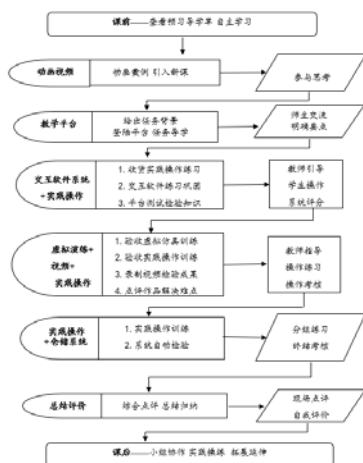 课前——查看预习导学单 自主学习
动画视频
动画案例 引入新课
参与思考
教学平台
给出任务背景
登陆平台 任务导学
师生交流
明确要点
交互软件系统
+实践操作
1. 收货实践操作练习
2. 交互软件练习巩固
3. 平台测试检验知识
教师引导
学生操作
系统评分
虚拟演练+
视频+
实践操作
1. 验收虚拟仿真训练
2. 验收实践操作训练
3. 录制视频检验成果
4. 点评作品解决难点
教师指导
操作练习
操作考核
实践操作
+仓储系统
1. 实践操作训练
2. 系统自动检验
分组练习
终结考核
总结评价
结合点评 总结归纳
现场点评
自我评价
课后——小组协作 实践操练 拓展延伸